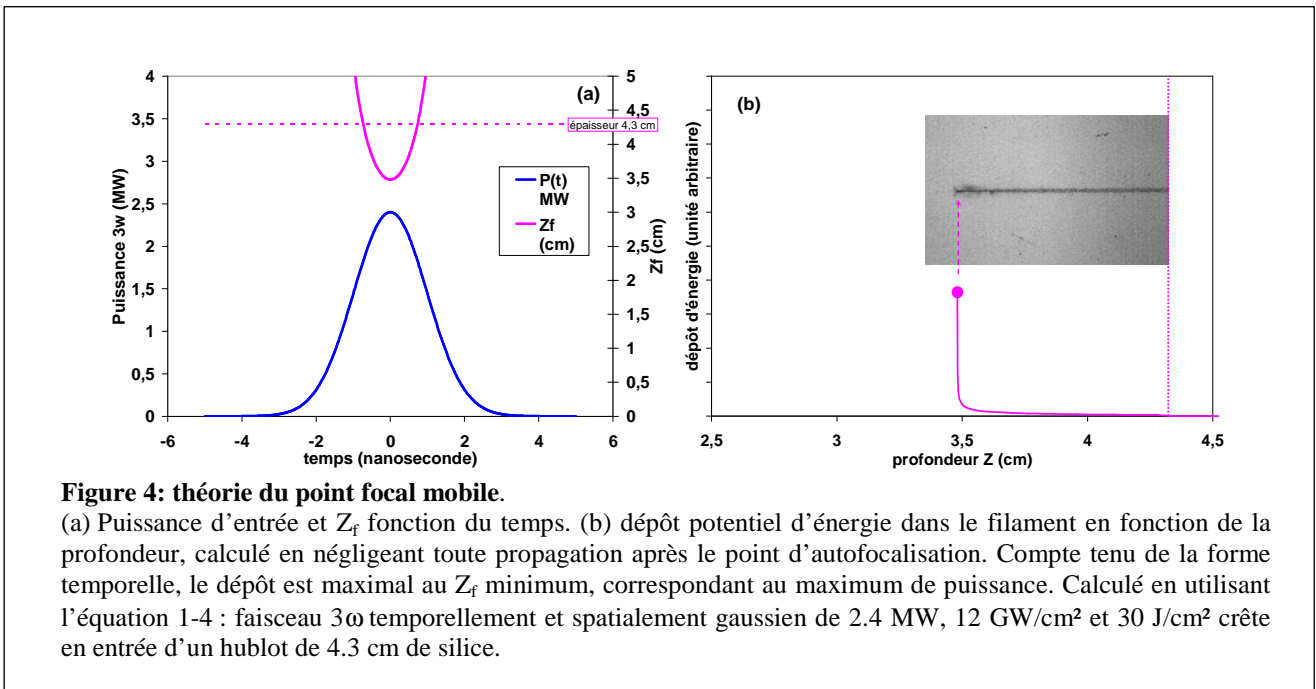 (a)
Puissance 3w (MW)
4
3,5
3
2,5
2
1,5
1
0,5
0
-6
-4
-2
0
2
4
6
temps (nanoseconde)
5
4,5
4
3,5
3
2,5
2
1,5
1
0,5
0
Zf (cm)
épaisseur 4,3 cm
P(t)
MW
Zf
(cm)
(b)
dépôt d'énergie (unité arbitraire)
2,5
3
3,5
4
4,5
profondeur Z (cm)
Figure 4: théorie du point focal mobile.
(a) Puissance d'entrée et Zf fonction du temps. (b) dépôt potentiel d'énergie dans le filament en fonction de la
profondeur, calculé en négligeant toute propagation après le point d'autofocalisation. Compte tenu de la forme
temporelle, le dépôt est maximal au Zf minimum, correspondant au maximum de puissance. Calculé en utilisant
l'équation 1-4 : faisceau 3ω temporellement et spatialement gaussien de 2.4 MW, 12 GW/cm² et 30 J/cm² crête
en entrée d'un hublot de 4.3 cm de silice.